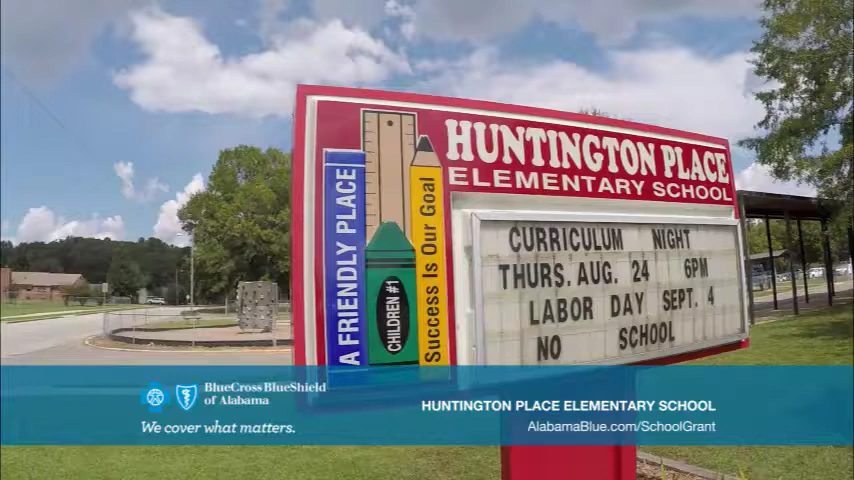 HUNTINGTON PLACE
ELEMENTARY SCHOOL
A FRIENDLY PLACE
CHILDREN #1
Success Is Our Goal
CURRICULUM NIGHT
THURS. AUG. 24 6PM
LABOR DAY SEPT. 4
NO SCHOOL
BlueCross BlueShield
of Alabama
We cover what matters.
HUNTINGTON PLACE ELEMENTARY SCHOOL
AlabamaBlue.com/SchoolGrant